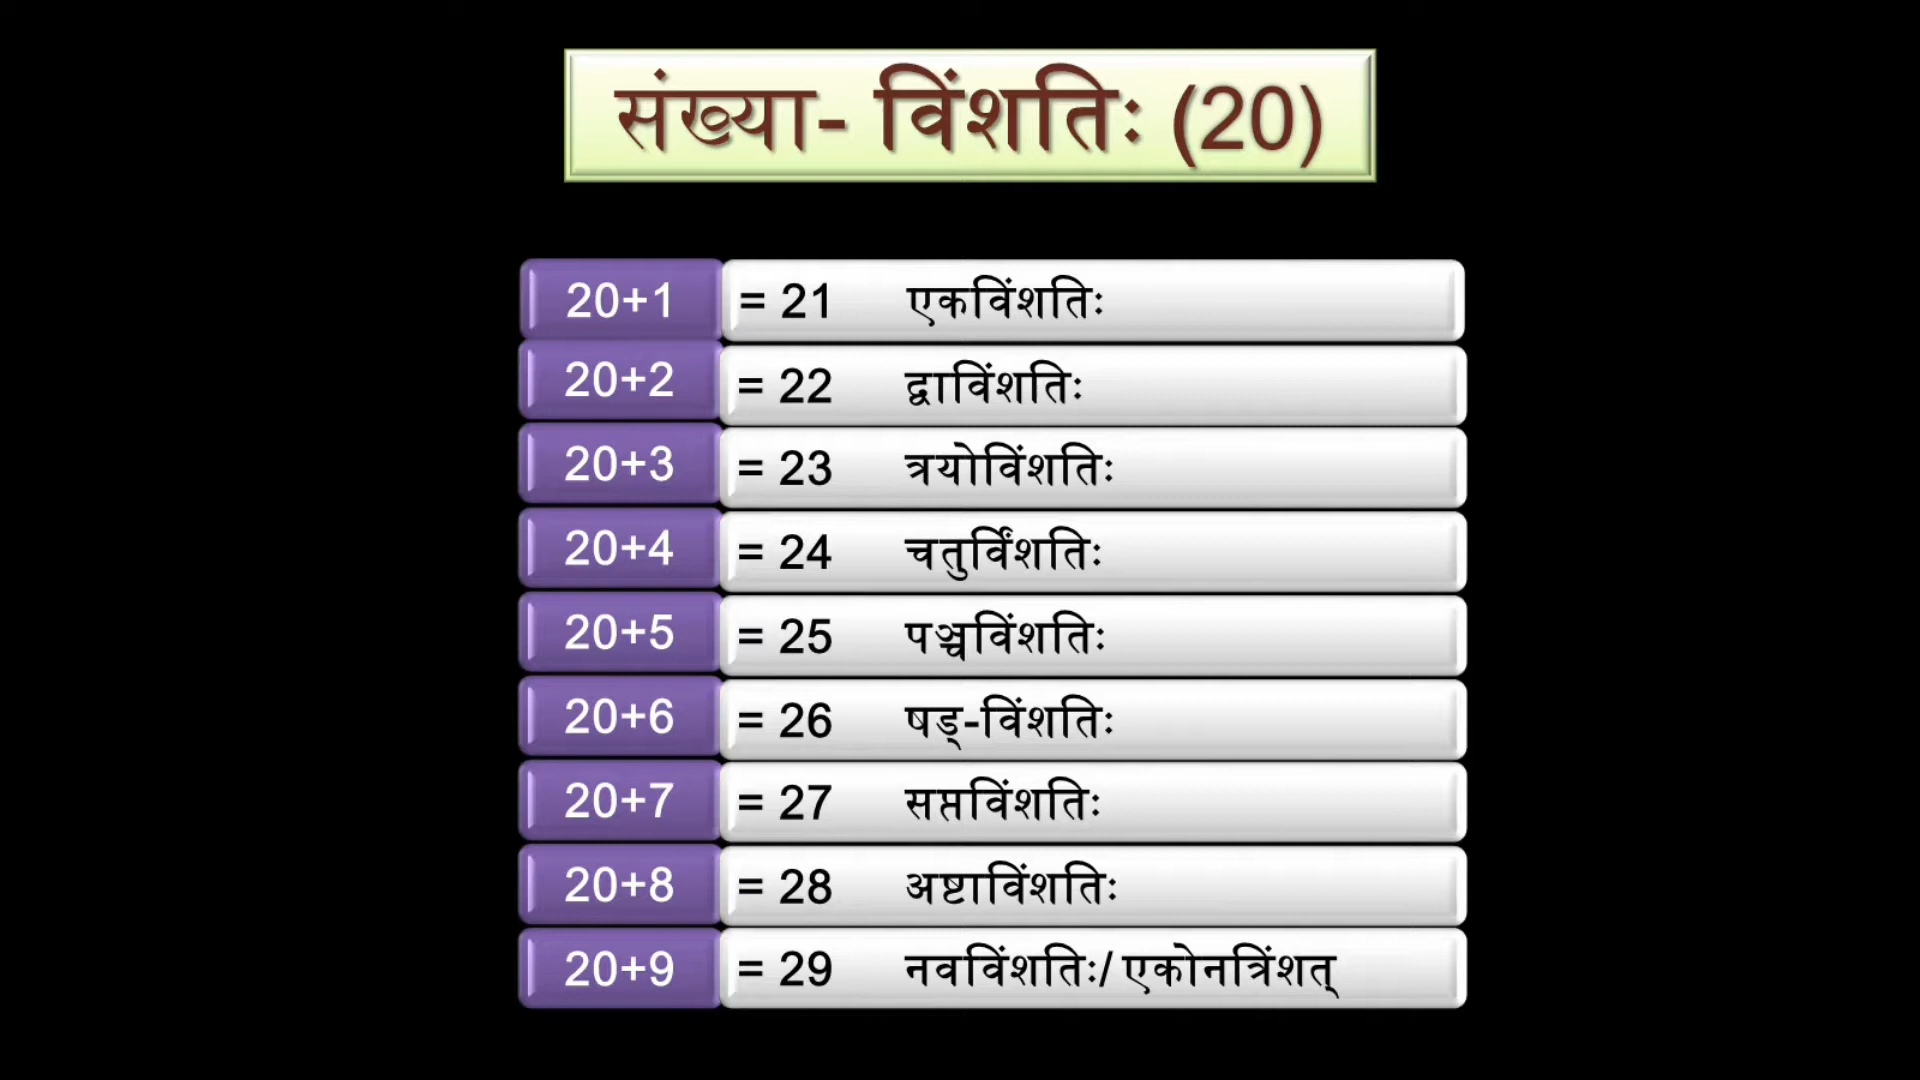 संख्या- विंशतिः (20)
20+1 = 21 एकविंशतिः
20+2 = 22 द्वाविंशतिः
20+3 = 23 त्रयोविंशतिः
20+4 = 24 चतुर्विंशतिः
20+5 = 25 पञ्चविंशतिः
20+6 = 26 षड्-विंशतिः
20+7 = 27 सप्तविंशतिः
20+8 = 28 अष्टाविंशतिः
20+9 = 29 नवविंशतिः/ एकोनत्रिंशत्